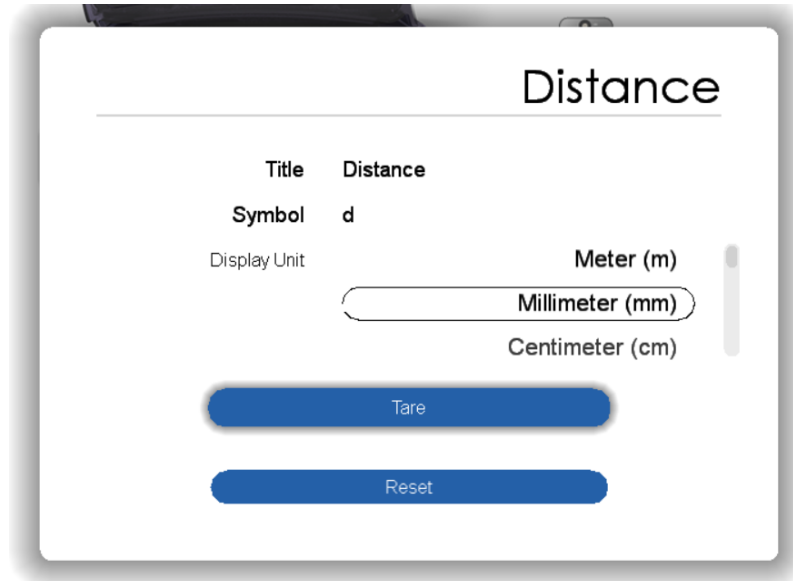 Distance
Title Distance
Symbol d
Display Unit Meter (m)
Millimeter (mm)
Centimeter (cm)
Tare
Reset